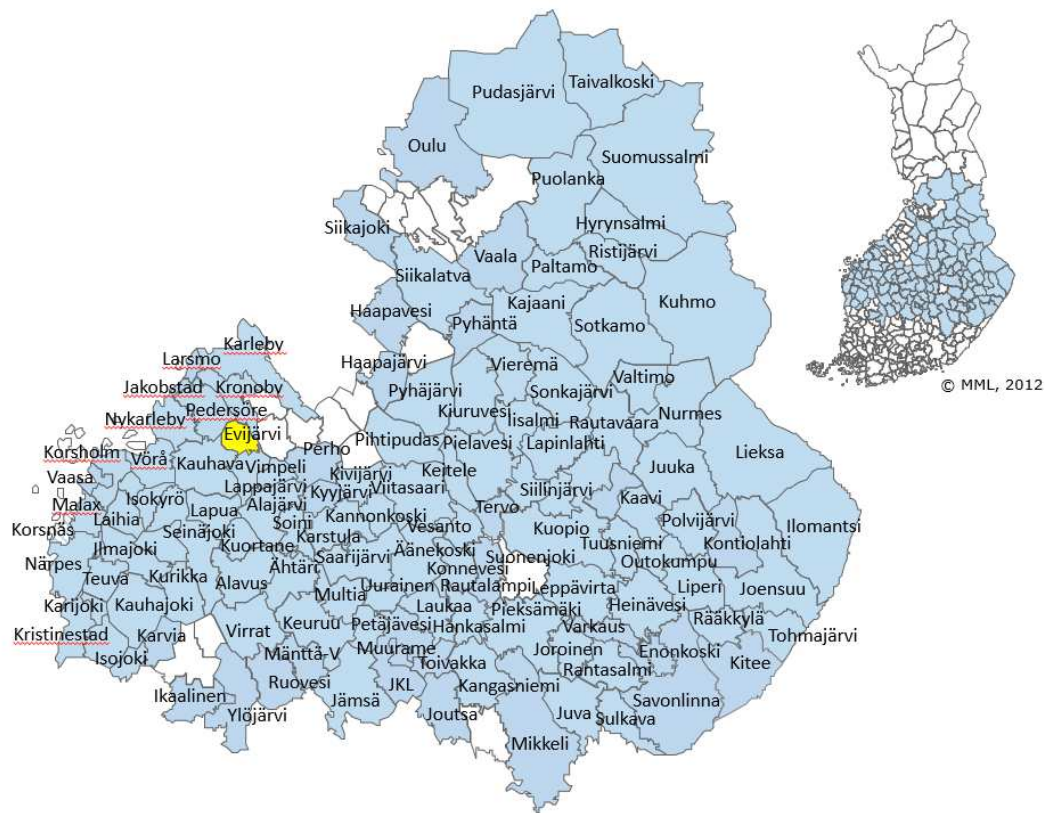 Pudasjärvi
Taivalkoski
Oulu
Suomussalmi
Puolanka
Siikajoki
Hyrynsalmi
Vaala
Ristijärvi
Paltamo
Siikalatva
Kajaani
Kuhmo
Haapavesi
Pyhäntä
Sotkamo
Karleby
Larsmo
Haapajärvi
Vieremä
Valtimo
Jakobstad
Kronoby
Pyhäjärvi
Sonkajärvi
© MML, 2012
Nykarleby
Pedersöre
Kiuruvesi
Iisalmi
Rautavaara
Nurmes
Evijärvi
Korsholm
Vörå
Perho
Pihtipudas
Pielavesi
Lapinlahti
Lieksa
Kauhava
Vimpeli
Kivijärvi
Keitele
Juuka
Vaasa
Lappajärvi
Kyyjärvi
Viitasaari
Siilinjärvi
Kaavi
Malax
Isokyrö
Lapua
Alajärvi
Kannonkoski
Tervo
Polvijärvi
Ilomantsi
Korsnäs
Laihia
Seinäjoki
Soini
Karstula
Vesanto
Kuopio
Tuusniemi
Kontiolahti
Ilmajoki
Kuortane
Saarijärvi
Äänekoski
Suonenjoki
Outokumpu
Närpes
Teuva
Kurikka
Alavus
Ähtäri
Multia
Uurainen
Konnevesi
Rautalampi
Leppävirta
Liperi
Joensuu
Karijoki
Kauhajoki
Keuruu
Petäjävesi
Laukaa
Hankasalmi
Pieksämäki
Heinävesi
Rääkkylä
Kristinestad
Karvia
Virrat
Muurame
Varkaus
Tohmajärvi
Isojoki
Mänttä-V
Toivakka
Joroinen
Enonkoski
Kitee
Rantasalmi
Ikaalinen
Ruovesi
Jämsä
JKL
Kangasniemi
Savonlinna
Ylöjärvi
Joutsa
Juva
Sulkava
Mikkeli